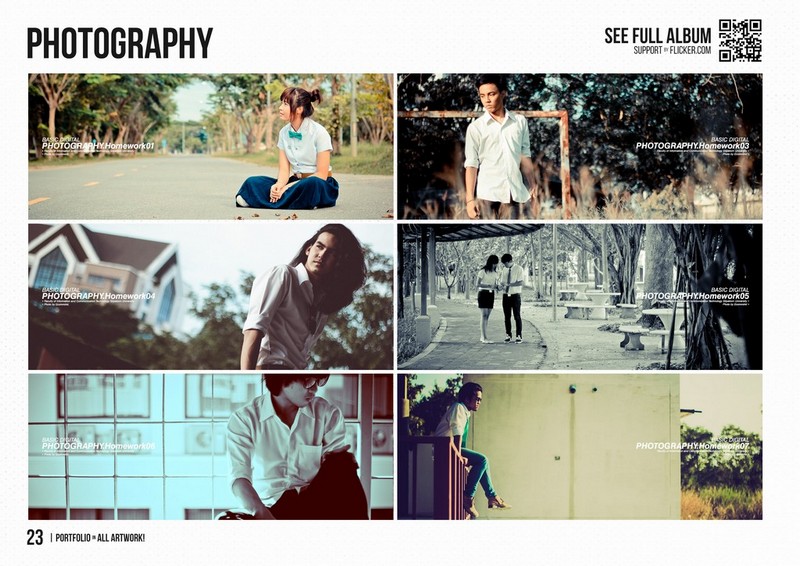 PHOTOGRAPHY
SEE FULL ALBUM
SUPPORT BY FLICKER.COM
BASIC DIGITAL
PHOTOGRAPHY.Homework01
BASIC DIGITAL
PHOTOGRAPHY.Homework03
BASIC DIGITAL
PHOTOGRAPHY.Homework04
BASIC DIGITAL
PHOTOGRAPHY.Homework05
BASIC DIGITAL
PHOTOGRAPHY.Homework06
BASIC DIGITAL
PHOTOGRAPHY.Homework07
23 | PORTFOLIO IN ALL ARTWORK!